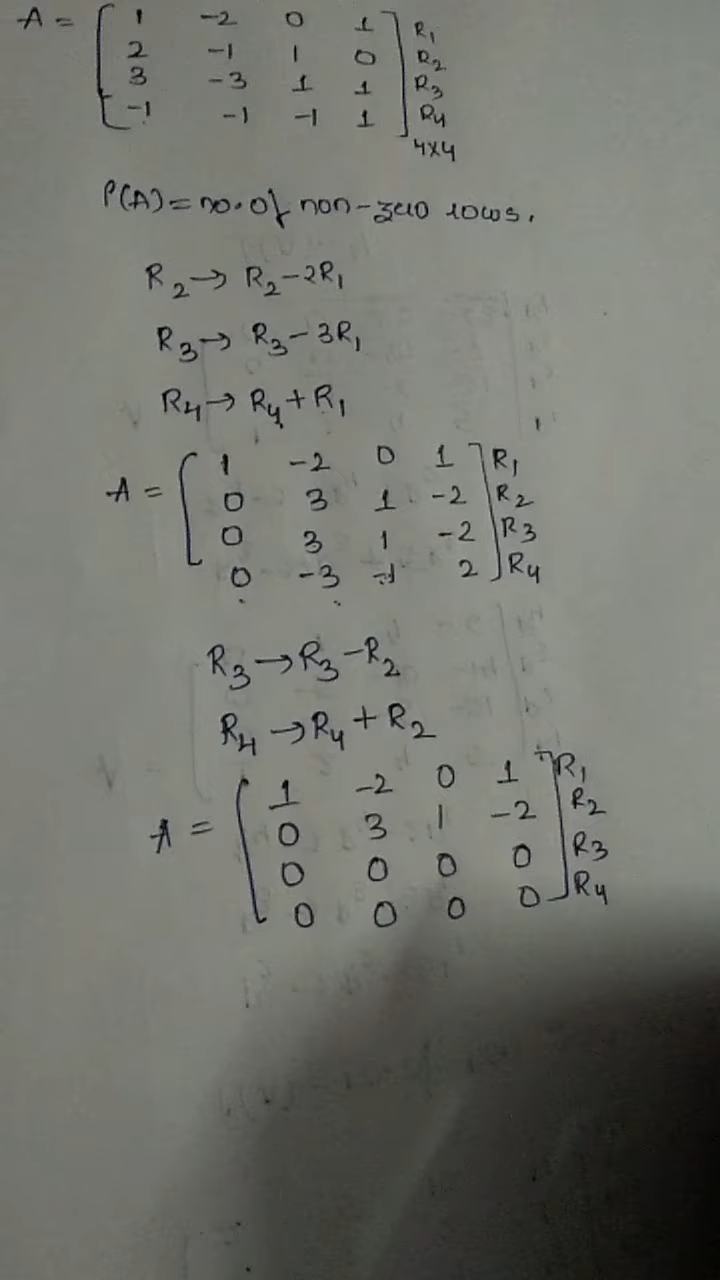 A = [ 1 -2 0 1 ] R1
2 -1 1 0 R2
3 -3 1 1 R3
-1 -1 -1 1 R4
4x4
P(A) = no. of non-zero rows.
R2 → R2 - 2R1
R3 → R3 - 3R1
R4 → R4 + R1
A = [ 1 -2 0 1 ] R1
0 3 1 -2 R2
0 3 1 -2 R3
0 -3 -1 2 R4
R3 → R3 - R2
R4 → R4 + R2
A = [ 1 -2 0 1 ] R1
0 3 1 -2 R2
0 0 0 0 R3
0 0 0 0 R4